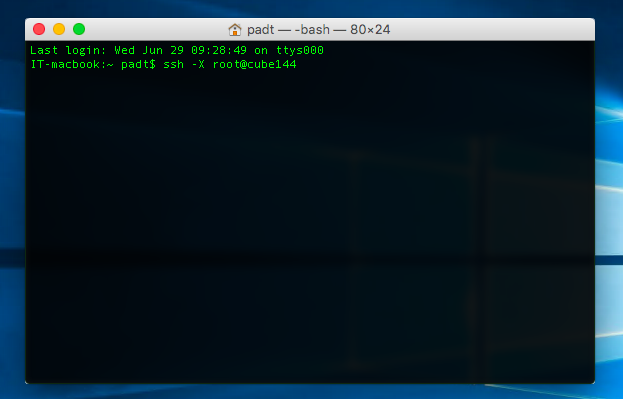 padt — -bash — 80×24
Last login: Wed Jun 29 09:28:49 on ttys000
IT-macbook:~ padt$ ssh -X root@cube144